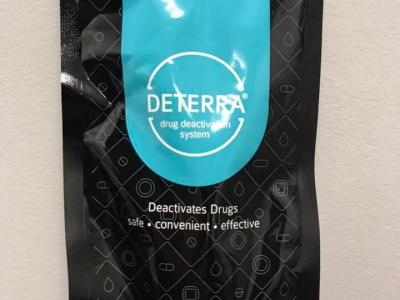 DETERRA®
drug deactivation
system
Deactivates Drugs
safe • convenient • effective